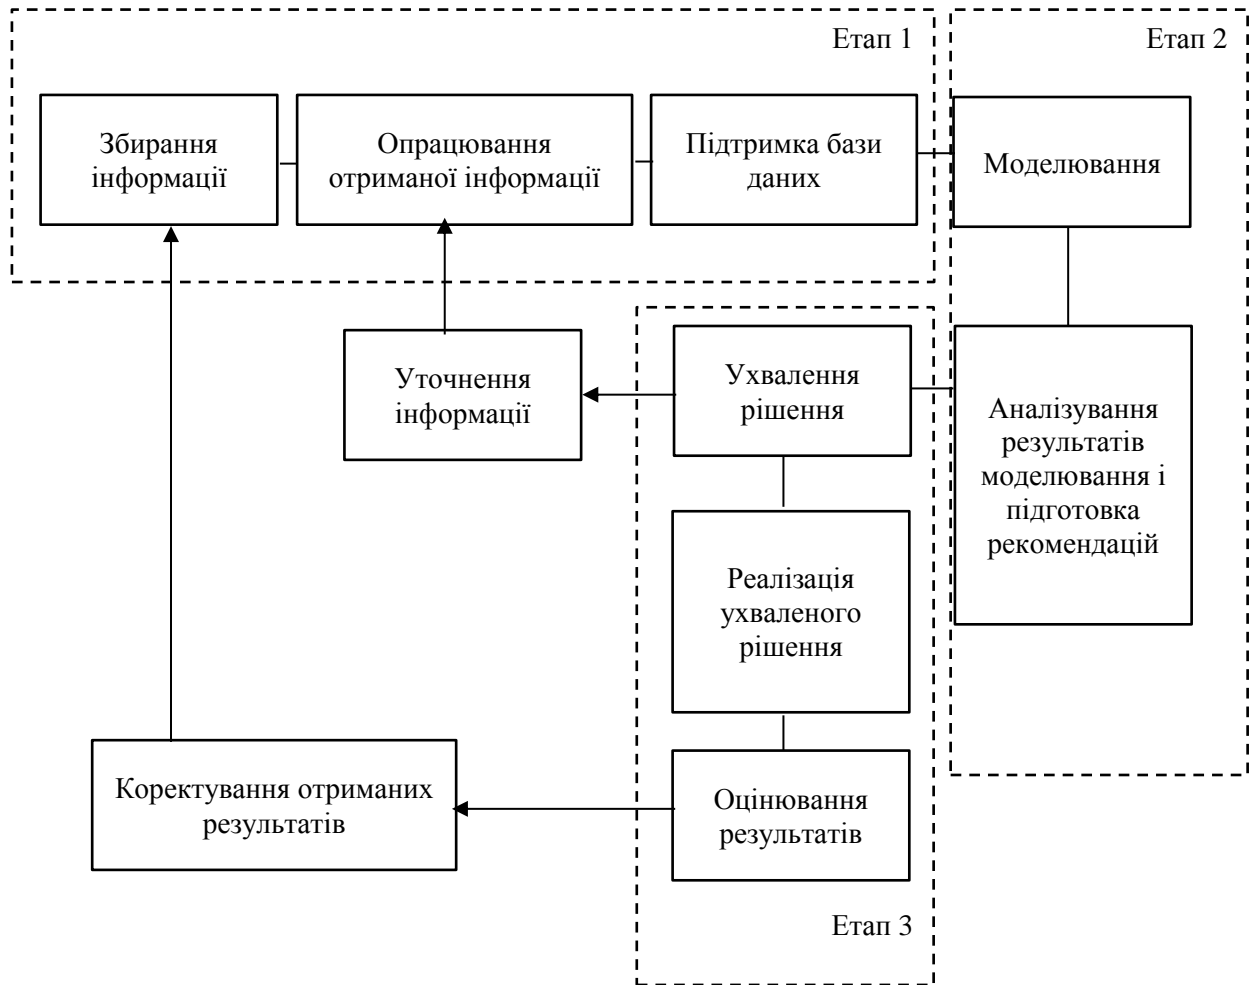 Етап 1
Етап 2
Збирання
інформації
Опрацювання
отриманої інформації
Підтримка бази
даних
Моделювання
Уточнення
інформації
Ухвалення
рішення
Аналізування
результатів
моделювання і
підготовка
рекомендацій
Реалізація
ухваленого
рішення
Коректування отриманих
результатів
Оцінювання
результатів
Етап 3